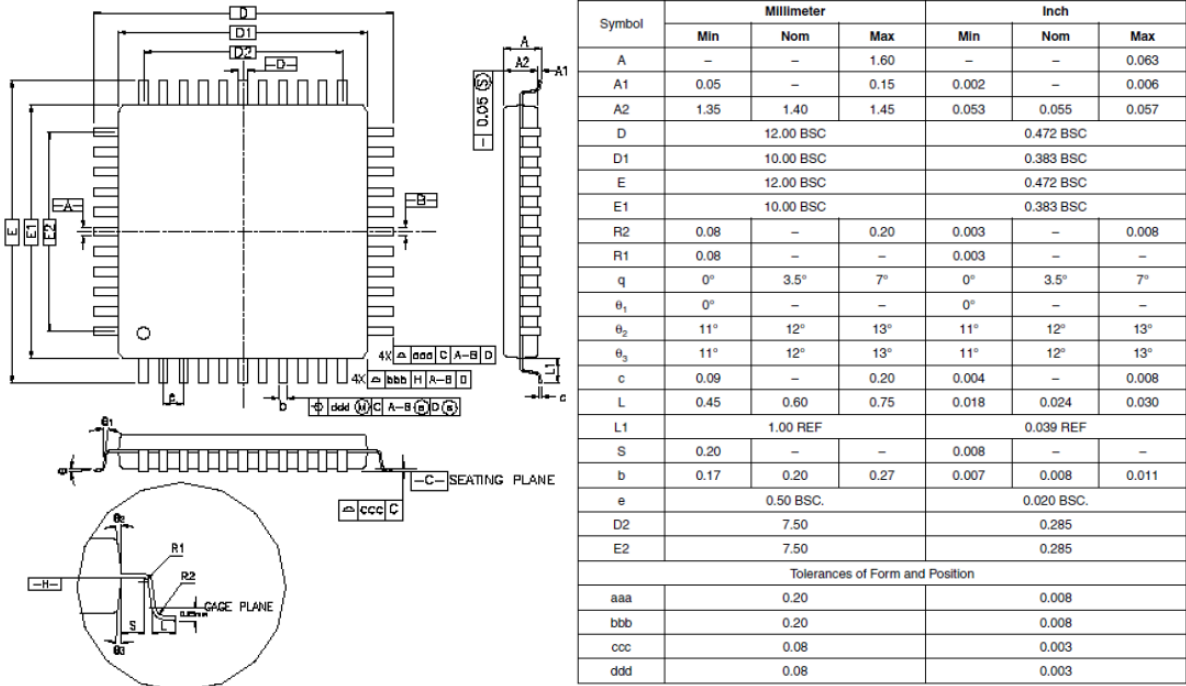 D
D1
D2
-D-
A
A2
A1
0.05 Ⓢ
-A-
-B-
E
E1
E2
4X ⌓ aaa C A-B D
4X ⌓ bbb H A-B D
e
b
ddd Ⓜ C A-B Ⓢ D Ⓢ
L1
c
θ1
-C- SEATING PLANE
⌓ ccc C
θ2
R1
-H-
R2
GAGE PLANE
S
L
θ3
Symbol Millimeter Inch
Min Nom Max Min Nom Max
A – – 1.60 – – 0.063
A1 0.05 – 0.15 0.002 – 0.006
A2 1.35 1.40 1.45 0.053 0.055 0.057
D 12.00 BSC 0.472 BSC
D1 10.00 BSC 0.383 BSC
E 12.00 BSC 0.472 BSC
E1 10.00 BSC 0.383 BSC
R2 0.08 – 0.20 0.003 – 0.008
R1 0.08 – – 0.003 – –
q 0° 3.5° 7° 0° 3.5° 7°
θ₁ 0° – – 0° – –
θ₂ 11° 12° 13° 11° 12° 13°
θ₃ 11° 12° 13° 11° 12° 13°
c 0.09 – 0.20 0.004 – 0.008
L 0.45 0.60 0.75 0.018 0.024 0.030
L1 1.00 REF 0.039 REF
S 0.20 – – 0.008 – –
b 0.17 0.20 0.27 0.007 0.008 0.011
e 0.50 BSC. 0.020 BSC.
D2 7.50 0.285
E2 7.50 0.285
Tolerances of Form and Position
aaa 0.20 0.008
bbb 0.20 0.008
ccc 0.08 0.003
ddd 0.08 0.003